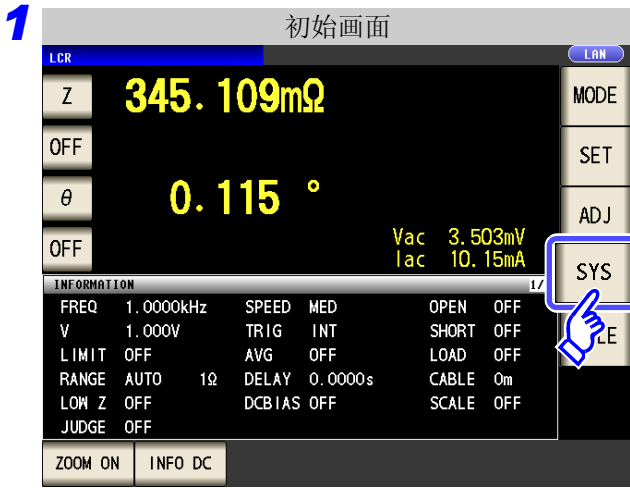 1
初始画面
LCR
LAN
Z 345.109mΩ
MODE
OFF
SET
θ 0.115 °
ADJ
OFF
Vac 3.503mV
Iac 10.15mA
SYS
INFORMATION 1/
FREQ 1.0000kHz SPEED MED OPEN OFF
V 1.000V TRIG INT SHORT OFF
LIMIT OFF AVG OFF LOAD OFF
RANGE AUTO 1Ω DELAY 0.0000s CABLE 0m
LOW Z OFF DCBIAS OFF SCALE OFF
JUDGE OFF
ZOOM ON INFO DC